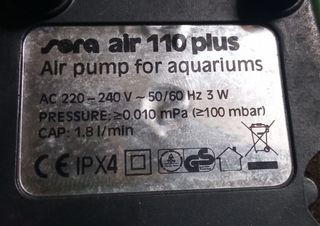 sera air 110 plus
Air pump for aquariums
AC 220-240 V ~ 50/60 Hz 3 W
PRESSURE: ≥0.010 mPa (≥100 mbar)
CAP: 1.8 l/min
CE IPX4 GS